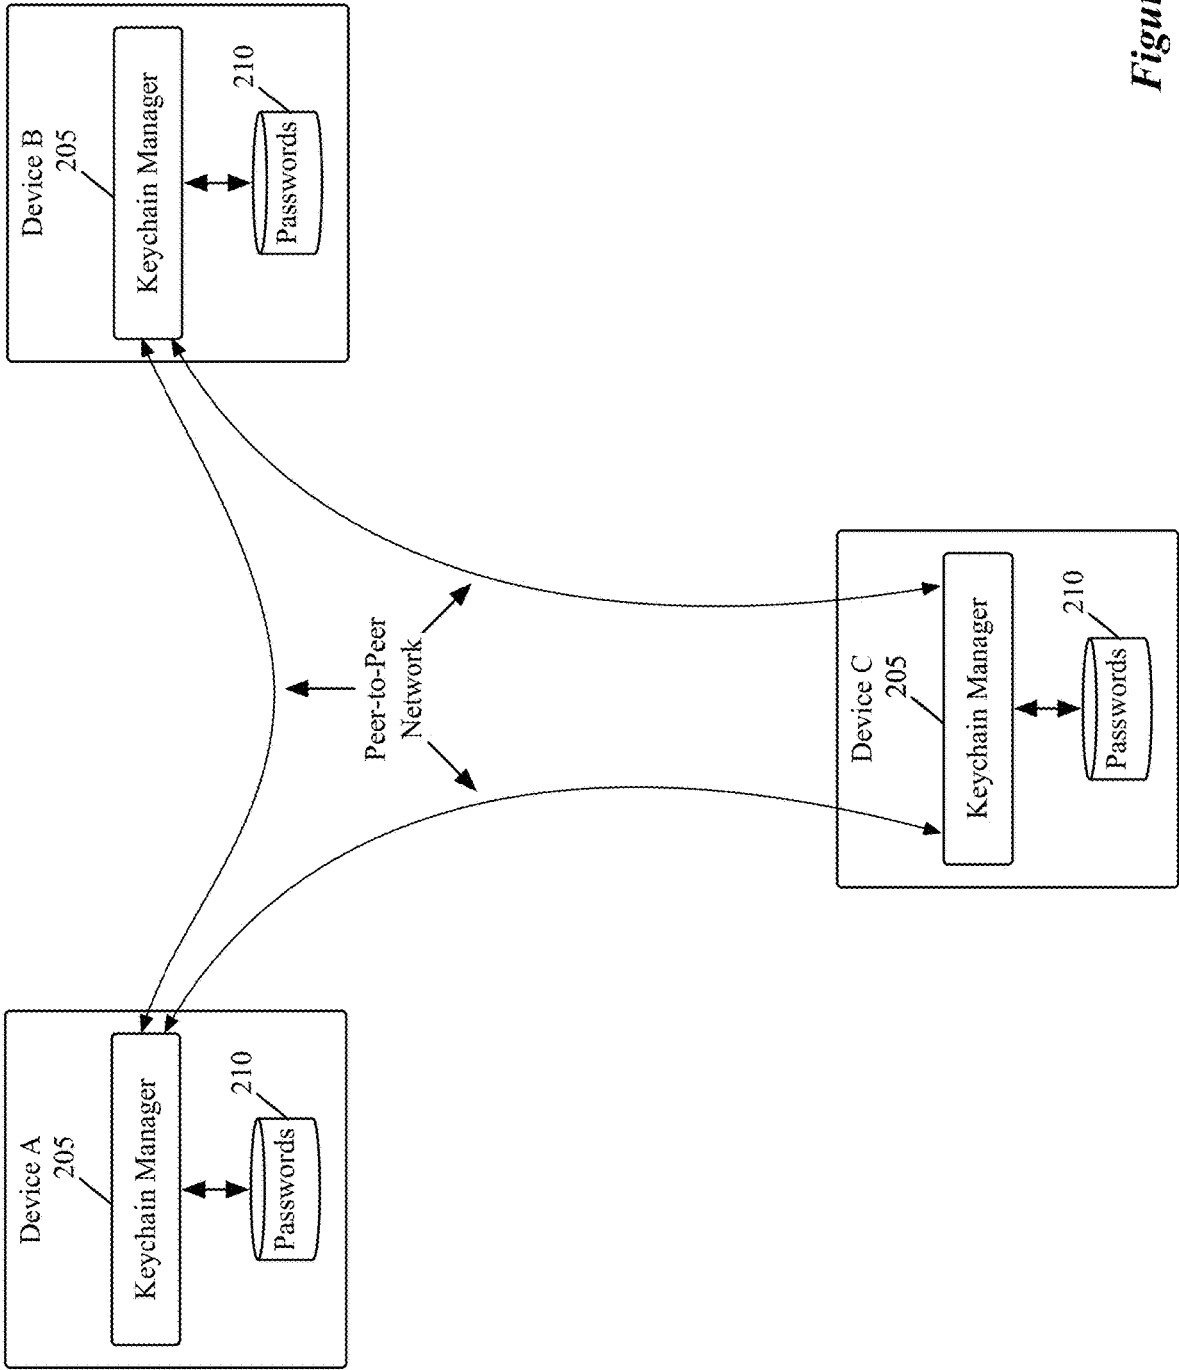 Device A
205
Keychain Manager
210
Passwords
Device B
205
Keychain Manager
210
Passwords
Peer-to-Peer
Network
Device C
205
Keychain Manager
210
Passwords
Figu